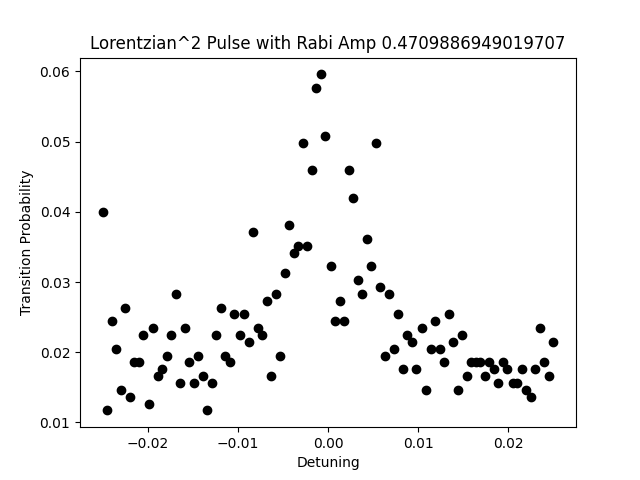 Lorentzian^2 Pulse with Rabi Amp 0.4709886949019707
0.06
0.05
0.04
0.03
0.02
0.01
Transition Probability
−0.02 −0.01 0.00 0.01 0.02
Detuning